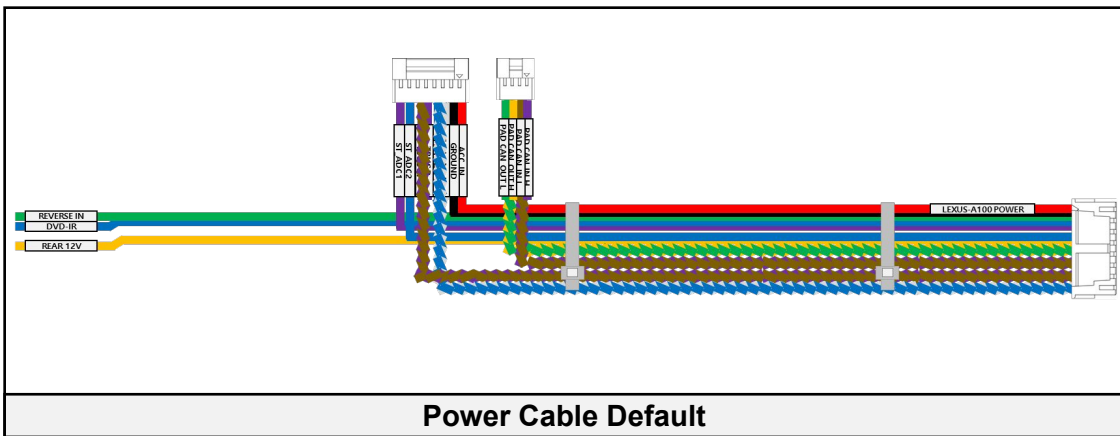 ST ADC1
ST ADC2
GROUND
ACC IN
PAD CAN OUT L
PAD CAN OUT H
PAD CAN IN L
PAD CAN IN H
REVERSE IN
LEXUS-A100 POWER
DVD-IR
REAR 12V
Power Cable Default